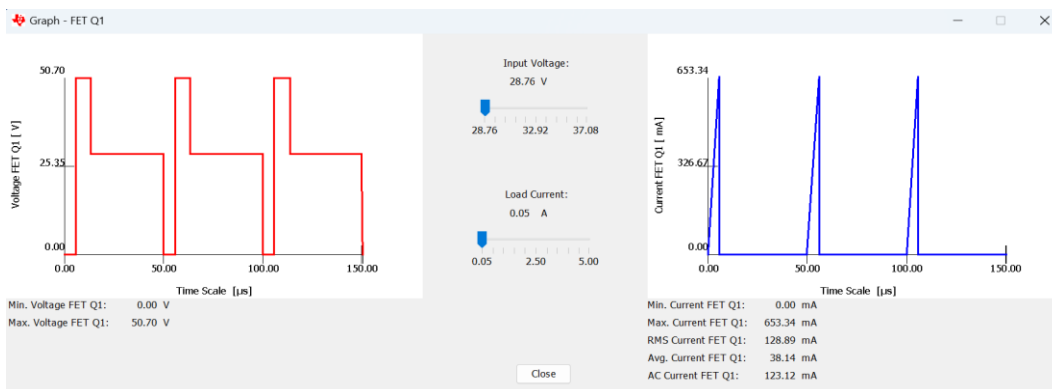 Graph - FET Q1
50.70
25.35
0.00
Voltage FET Q1 [ V]
0.00 50.00 100.00 150.00
Time Scale [µs]
Min. Voltage FET Q1: 0.00 V
Max. Voltage FET Q1: 50.70 V
Input Voltage:
28.76 V
28.76 32.92 37.08
Load Current:
0.05 A
0.05 2.50 5.00
Close
653.34
326.67
0.00
Current FET Q1 [ mA]
0.00 50.00 100.00 150.00
Time Scale [µs]
Min. Current FET Q1: 0.00 mA
Max. Current FET Q1: 653.34 mA
RMS Current FET Q1: 128.89 mA
Avg. Current FET Q1: 38.14 mA
AC Current FET Q1: 123.12 mA